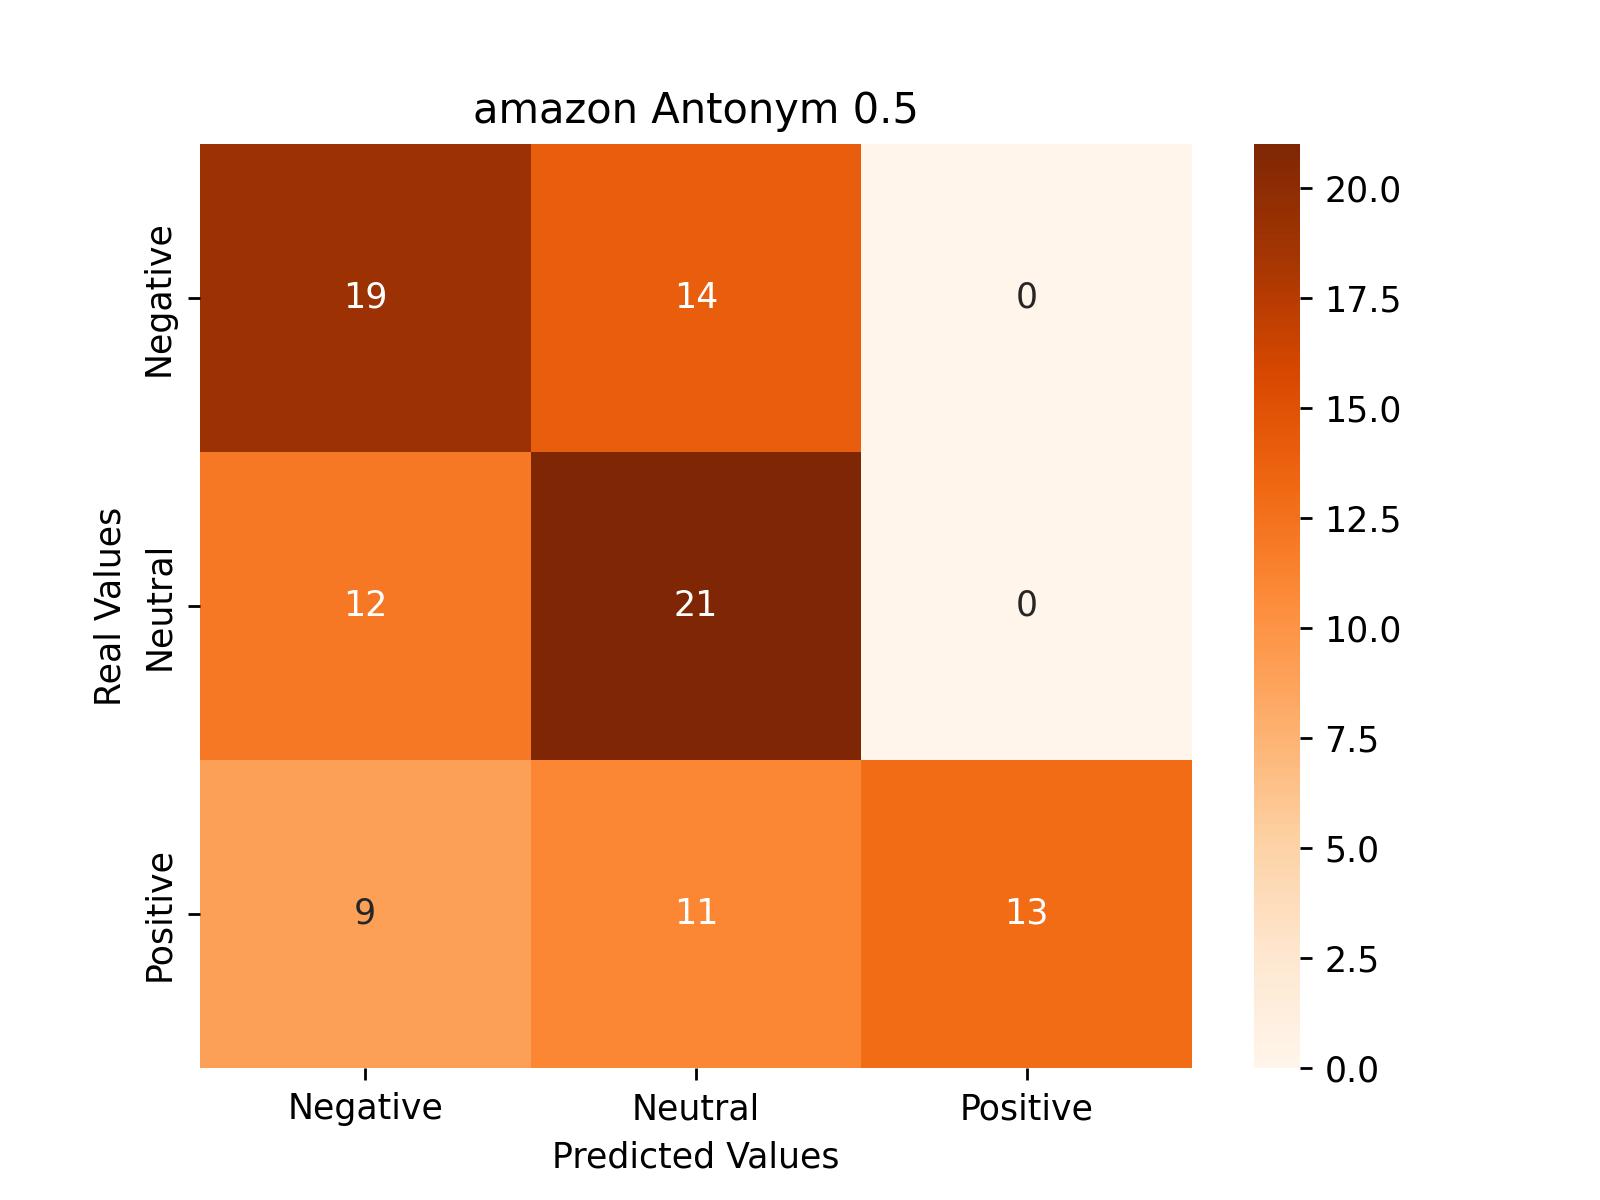 amazon Antonym 0.5
Real Values
Negative
19 14 0
Neutral
12 21 0
Positive
9 11 13
Negative Neutral Positive
Predicted Values
20.0
17.5
15.0
12.5
10.0
7.5
5.0
2.5
0.0